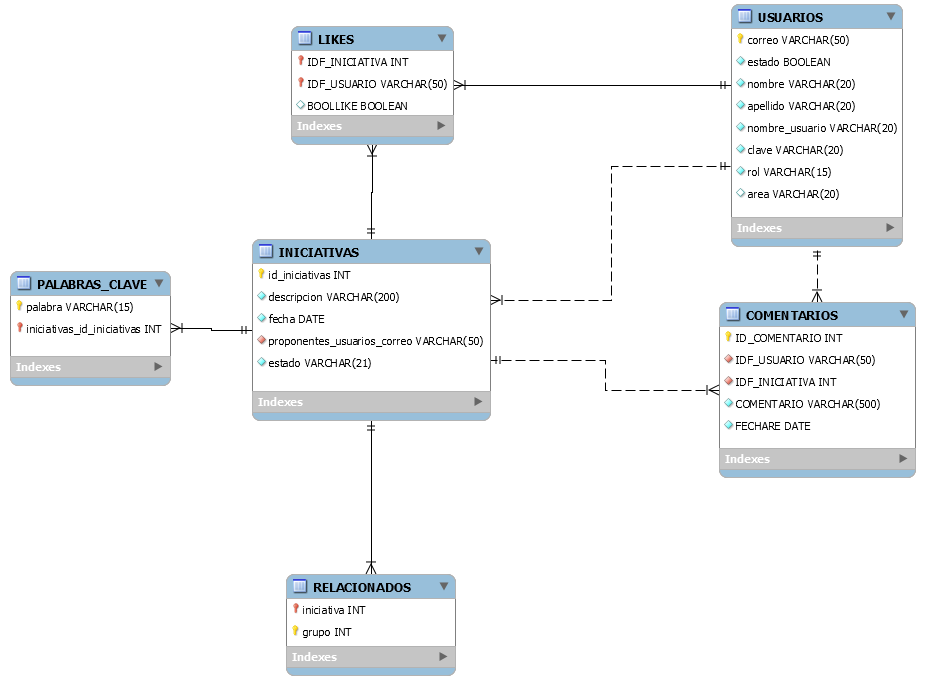 LIKES
IDF_INICIATIVA INT
IDF_USUARIO VARCHAR(50)
BOOLLIKE BOOLEAN
Indexes
USUARIOS
correo VARCHAR(50)
estado BOOLEAN
nombre VARCHAR(20)
apellido VARCHAR(20)
nombre_usuario VARCHAR(20)
clave VARCHAR(20)
rol VARCHAR(15)
area VARCHAR(20)
Indexes
INICIATIVAS
id_iniciativas INT
descripcion VARCHAR(200)
fecha DATE
proponentes_usuarios_correo VARCHAR(50)
estado VARCHAR(21)
Indexes
PALABRAS_CLAVE
palabra VARCHAR(15)
iniciativas_id_iniciativas INT
Indexes
COMENTARIOS
ID_COMENTARIO INT
IDF_USUARIO VARCHAR(50)
IDF_INICIATIVA INT
COMENTARIO VARCHAR(500)
FECHARE DATE
Indexes
RELACIONADOS
iniciativa INT
grupo INT
Indexes